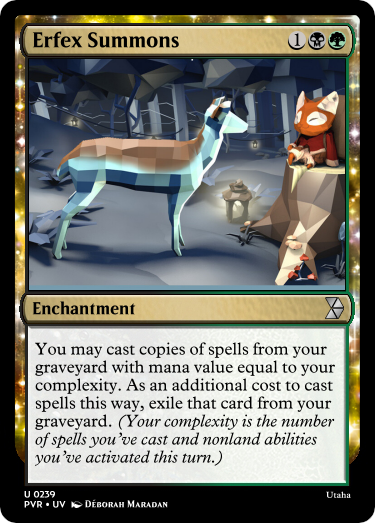 Erfex Summons 1
Enchantment
You may cast copies of spells from your
graveyard with mana value equal to your
complexity. As an additional cost to cast
spells this way, exile that card from your
graveyard. (Your complexity is the number
of spells you've cast and nonland abilities
you've activated this turn.)
U 0239 Utaha
PVR • UV Déborah Maradan